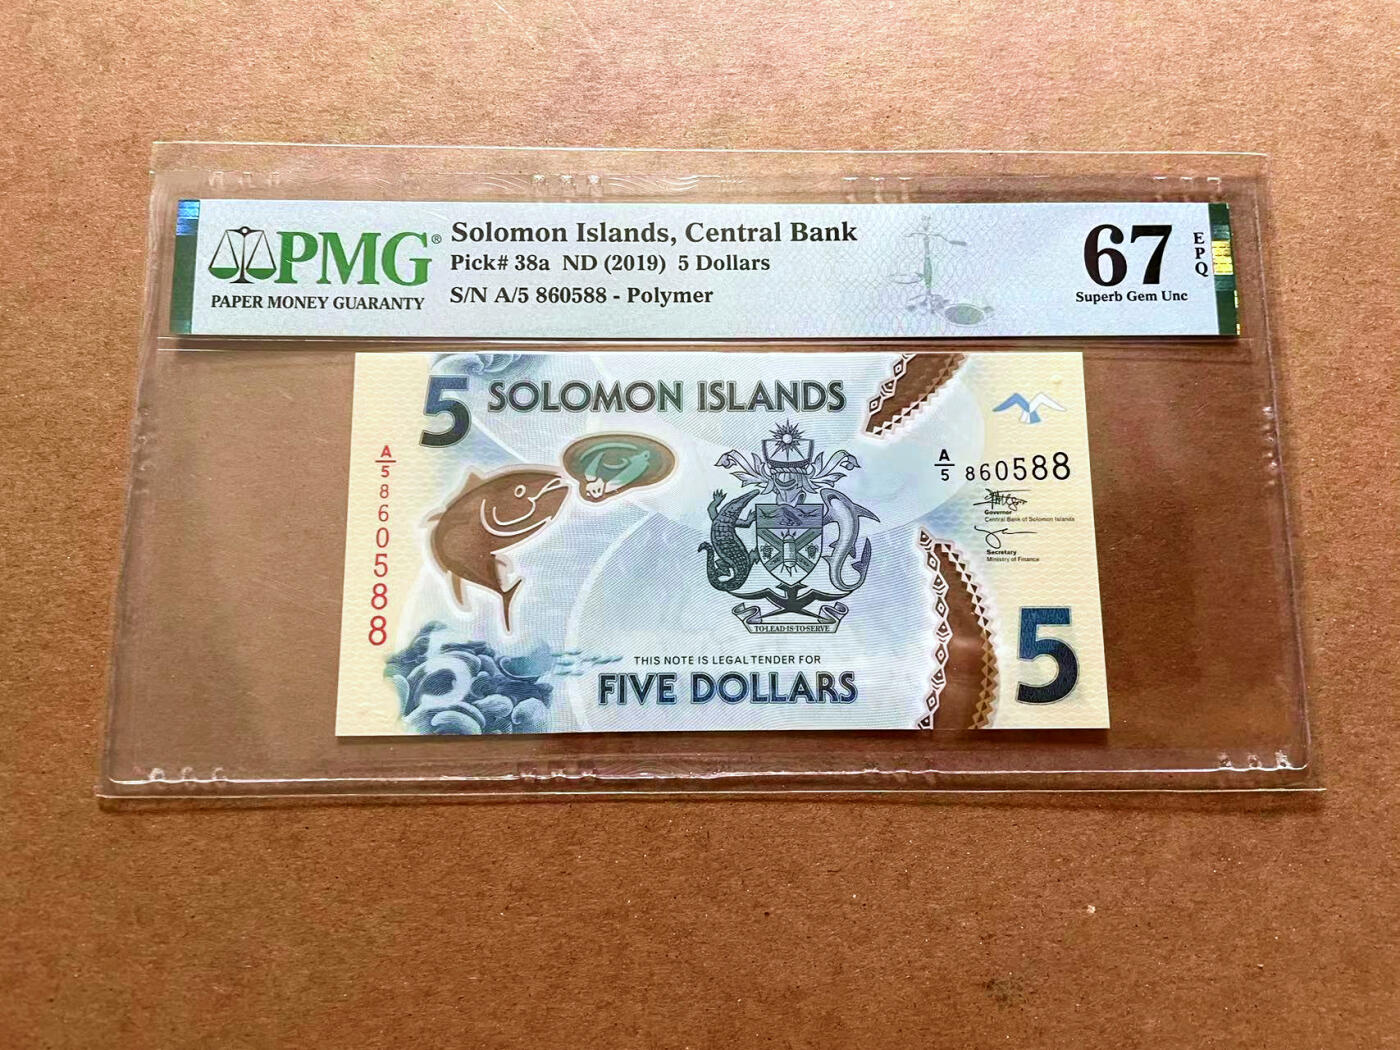 PMG®
PAPER MONEY GUARANTY
Solomon Islands, Central Bank
Pick# 38a ND (2019) 5 Dollars
S/N A/5 860588 - Polymer
67
EPQ
Superb Gem Unc
5
SOLOMON ISLANDS
A/5 860588
A/5 860588
Governor
Central Bank of Solomon Islands
Secretary
Ministry of Finance
TO·LEAD·IS·TO·SERVE
THIS NOTE IS LEGAL TENDER FOR
FIVE DOLLARS
5
5